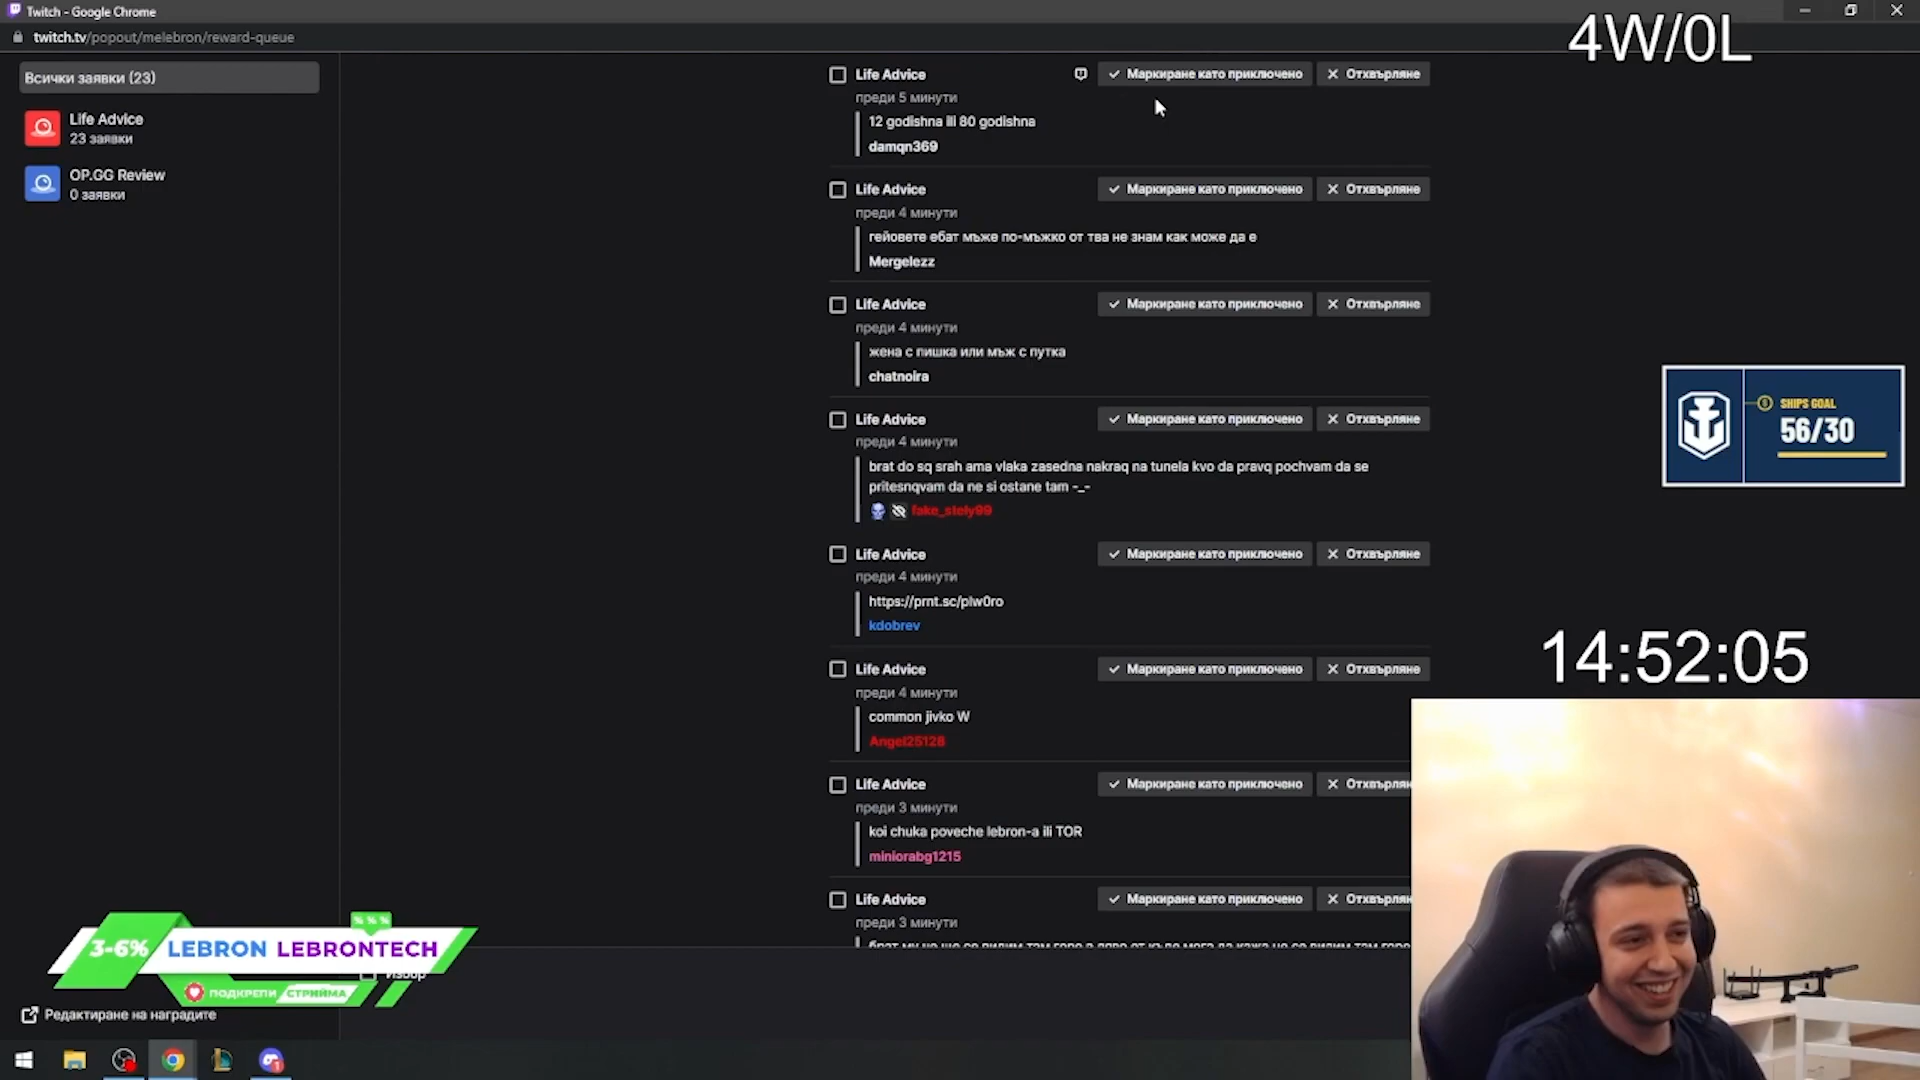 Twitch - Google Chrome
twitch.tv/popout/melebron/reward-queue
4W/0L
Всички заявки (23)
Life Advice
23 заявки
OP.GG Review
0 заявки
Life Advice
Маркиране като приключено
Отхвърляне
преди 5 минути
12 godishna ili 80 godishna
damqn369
Life Advice
Маркиране като приключено
Отхвърляне
преди 4 минути
гейовете ебат мъже по-мъжко от тва не знам как може да е
Mergelezz
Life Advice
Маркиране като приключено
Отхвърляне
преди 4 минути
жена с пишка или мъж с путка
chatnoira
Life Advice
Маркиране като приключено
Отхвърляне
преди 4 минути
brat do sq srah ama vlaka zasedna nakraq na tunela kvo da pravq pochvam da se
pritesnqvam da ne si ostane tam -_-
fake_stely99
Life Advice
Маркиране като приключено
Отхвърляне
преди 4 минути
https://prnt.sc/plw0ro
kdobrev
Life Advice
Маркиране като приключено
Отхвърляне
преди 4 минути
common jivko W
Angel25128
Life Advice
Маркиране като приключено
Отхвърлян
преди 3 минути
koi chuka poveche lebron-a ili TOR
miniorabg1215
Life Advice
Маркиране като приключено
Отхвърлян
преди 3 минути
SHIPS GOAL
56/30
14:52:05
3-6% LEBRON LEBRONTECH
ПОДКРЕПИ СТРИЙМА
Избор
Редактиране на наградите